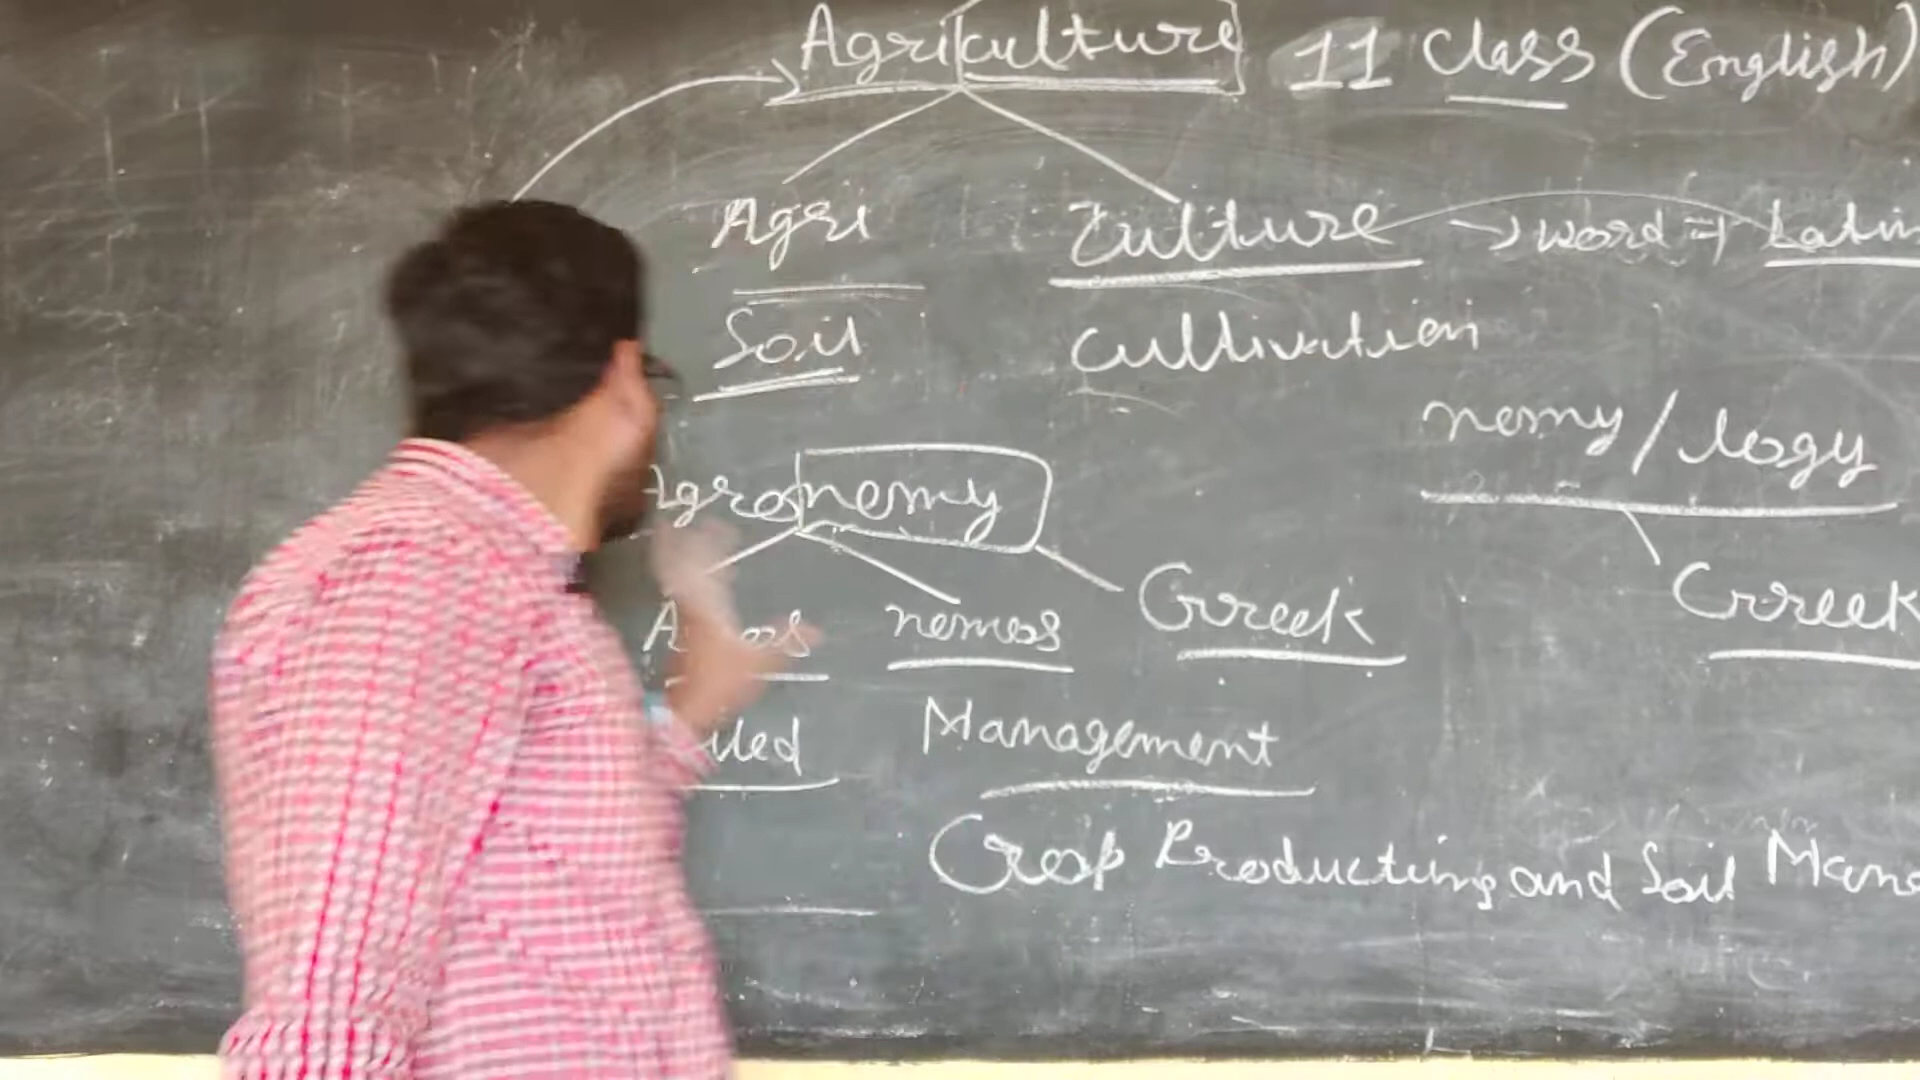 Agriculture 11 Class (English)
Agri Culture → word ⇒ Latin
Soil cultivation
nomy/logy
Agronomy
nomos Greek Greek
Management
Crop Producting and Soil